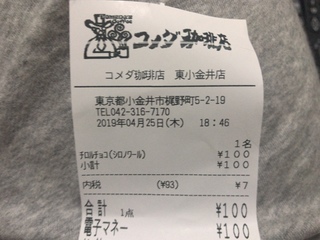 コメダ珈琲店
コメダ珈琲店 東小金井店
東京都小金井市梶野町5-2-19
TEL042-316-7170
2019年04月25日(木) 18:46
1名
チロルチョコ(シロノワール) ¥100
小計 ¥100
内税 (¥93) ¥7
合計 1点 ¥100
電子マネー ¥100